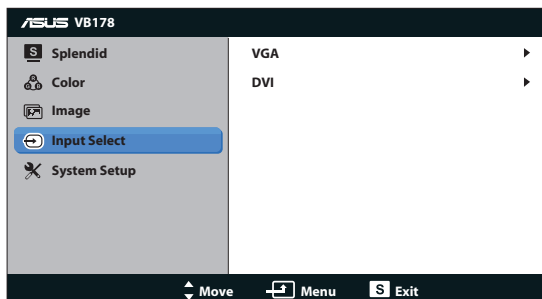 ASUS VB178
S Splendid
Color
Image
Input Select
System Setup
VGA
DVI
Move Menu S Exit